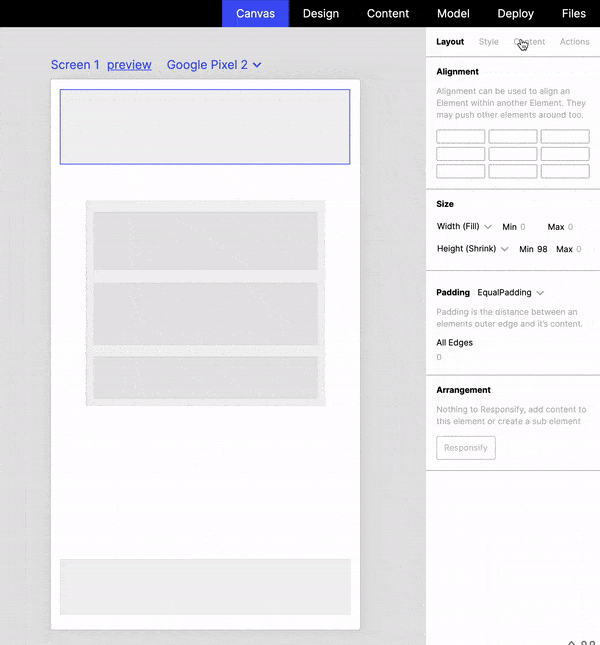 Canvas Design Content Model Deploy Files
Screen 1 preview Google Pixel 2
Layout Style Content Actions
Alignment
Alignment can be used to align an
Element within another Element. They
may push other elements around too.
Size
Width (Fill) Min 0 Max 0
Height (Shrink) Min 98 Max 0
Padding EqualPadding
Padding is the distance between an
elements outer edge and it's content.
All Edges
0
Arrangement
Nothing to Responsify, add content to
this element or create a sub element
Responsify